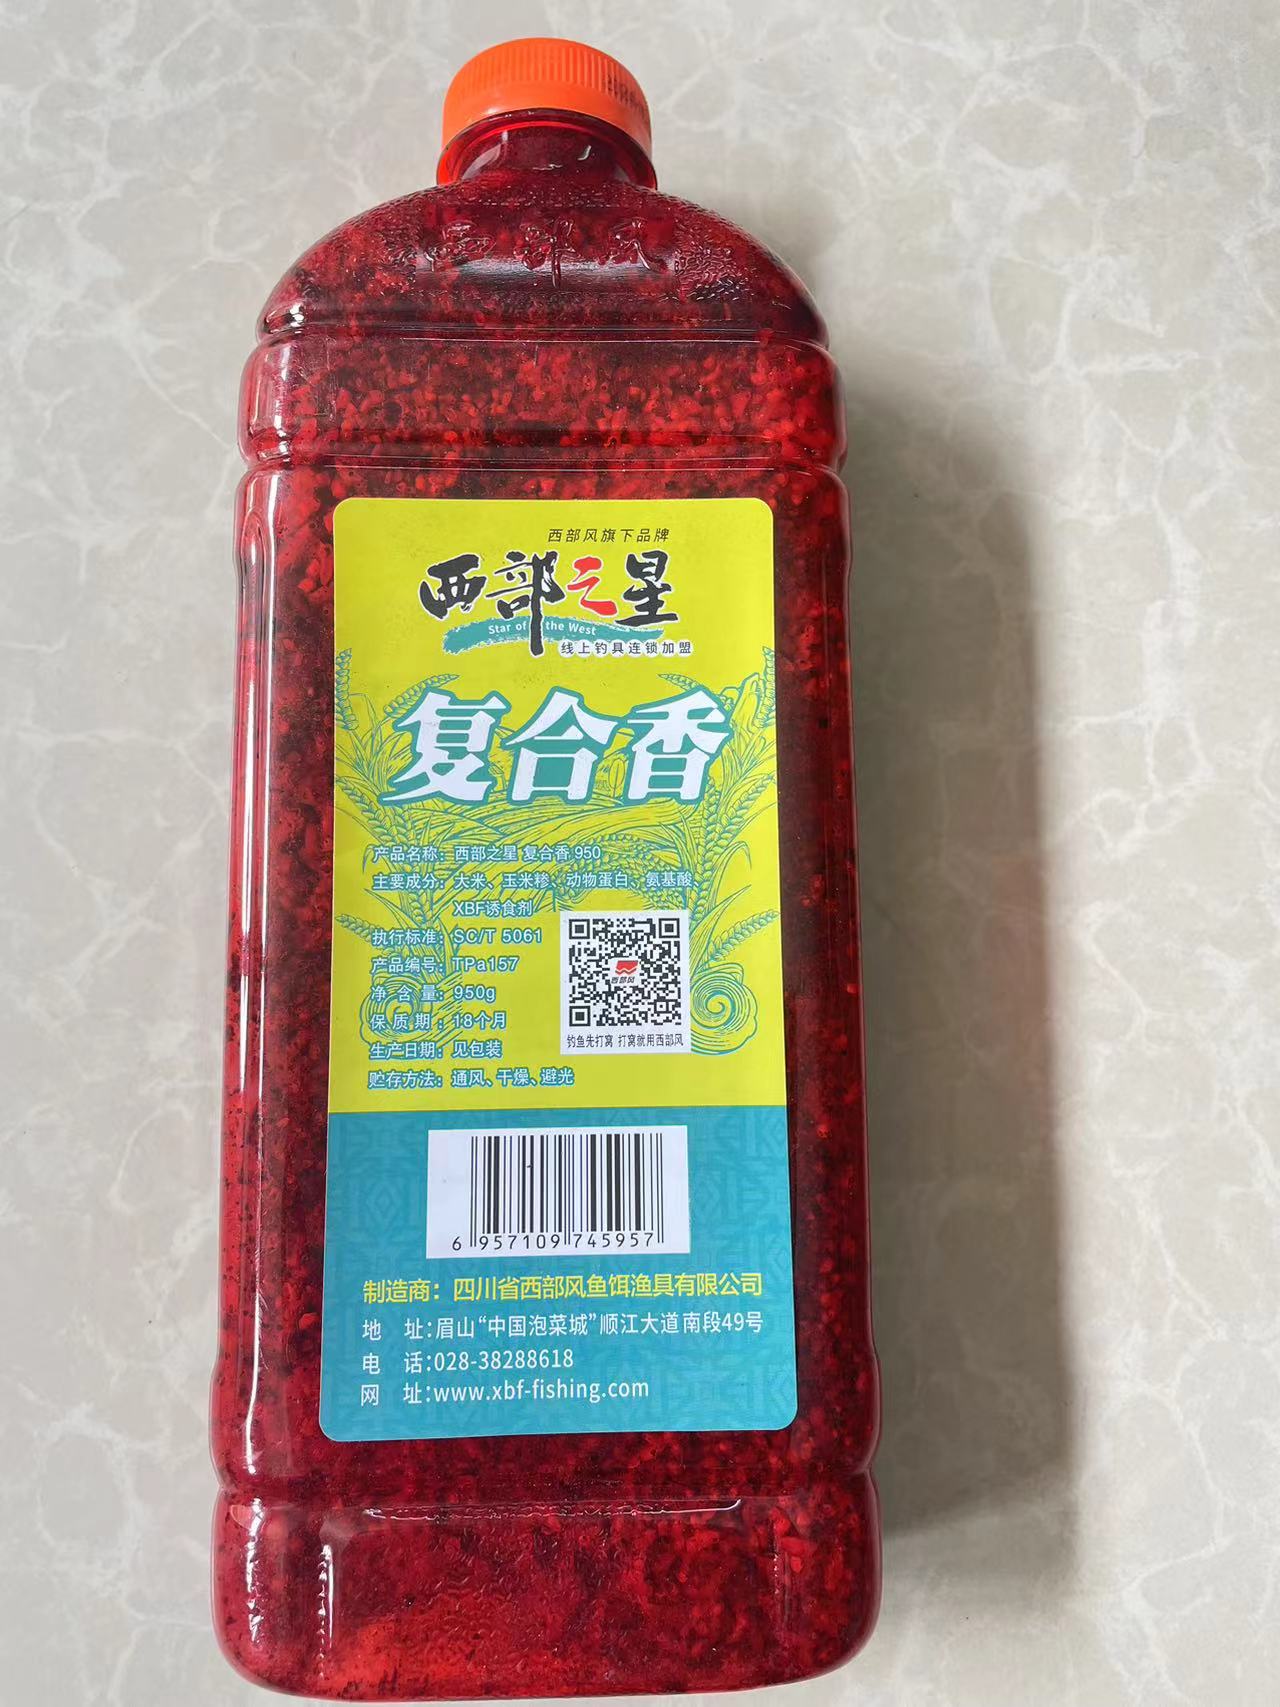 西部风
西部风旗下品牌
西部之星
Star of the West
线上钓具连锁加盟
复合香
产品名称：西部之星 复合香 950
主要成分：大米、玉米糁、动物蛋白、氨基酸、
XBF诱食剂
执行标准：SC/T 5061
产品编号：TPa157
净 含 量：950g
保 质 期：18个月
生产日期：见包装
贮存方法：通风、干燥、避光
西部风
钓鱼先打窝 打窝就用西部风
6 957109 745957
制造商：四川省西部风鱼饵渔具有限公司
地 址：眉山“中国泡菜城”顺江大道南段49号
电 话：028-38288618
网 址：www.xbf-fishing.com